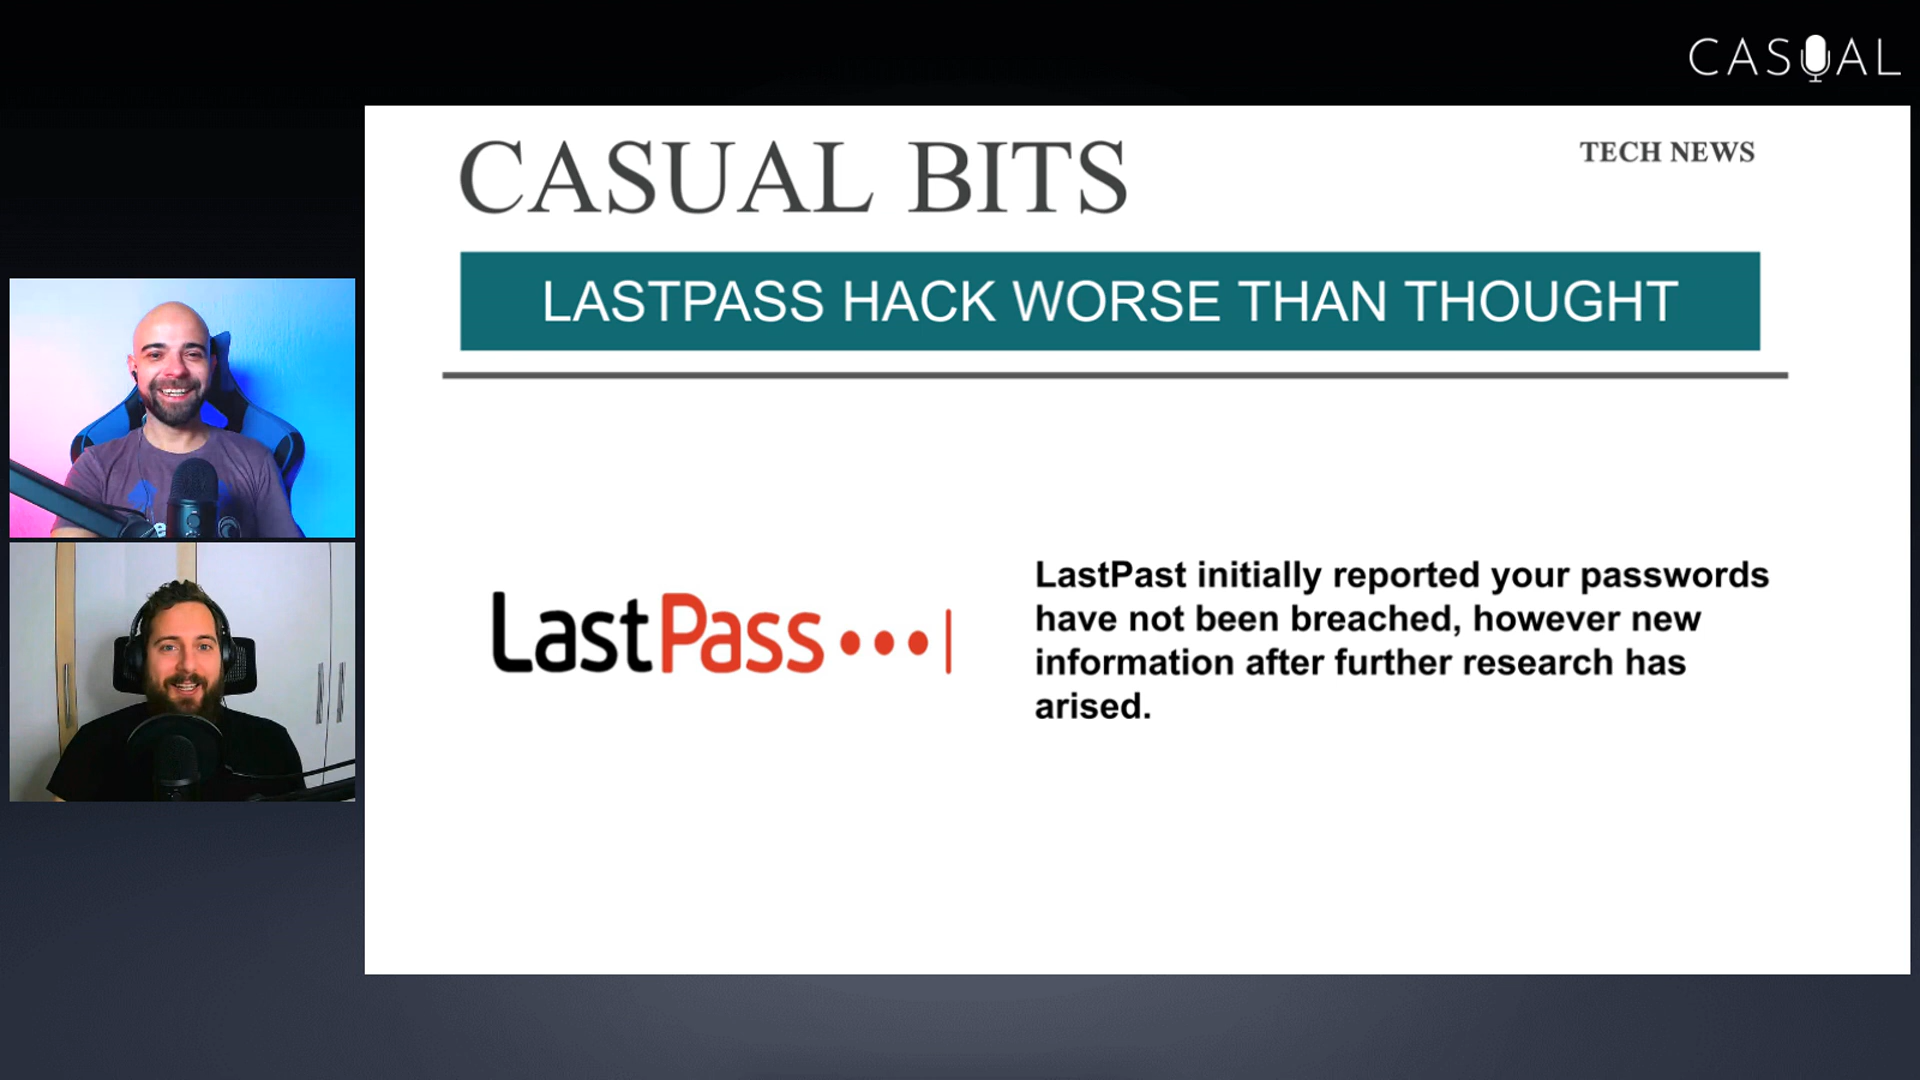 CASUAL
CASUAL BITS
TECH NEWS
LASTPASS HACK WORSE THAN THOUGHT
LastPass
LastPast initially reported your passwords
have not been breached, however new
information after further research has
arised.